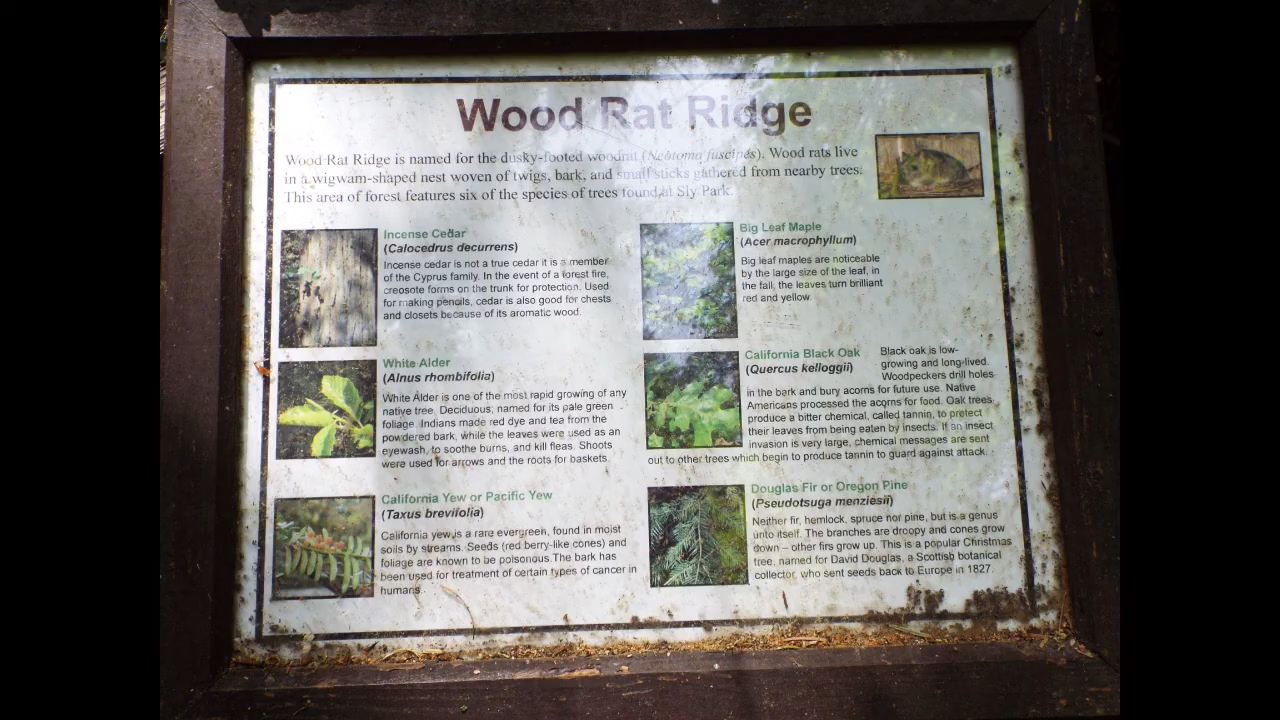 Wood Rat Ridge
Wood Rat Ridge is named for the dusky-footed woodrat (Neotoma fuscipes). Wood rats live
in a wigwam-shaped nest woven of twigs, bark, and small sticks gathered from nearby trees.
This area of forest features six of the species of trees found at Sly Park.
Incense Cedar
(Calocedrus decurrens)
Incense cedar is not a true cedar it is a member
of the Cyprus family. In the event of a forest fire,
creosote forms on the trunk for protection. Used
for making pencils, cedar is also good for chests
and closets because of its aromatic wood.
White Alder
(Alnus rhombifolia)
White Alder is one of the most rapid growing of any
native tree. Deciduous; named for its pale green
foliage. Indians made red dye and tea from the
powdered bark, while the leaves were used as an
eyewash, to soothe burns, and kill fleas. Shoots
were used for arrows and the roots for baskets.
California Yew or Pacific Yew
(Taxus brevifolia)
California yew is a rare evergreen, found in moist
soils by streams. Seeds (red berry-like cones) and
foliage are known to be poisonous. The bark has
been used for treatment of certain types of cancer in
humans.
Big Leaf Maple
(Acer macrophyllum)
Big leaf maples are noticeable
by the large size of the leaf, in
the fall, the leaves turn brilliant
red and yellow.
California Black Oak
(Quercus kelloggii)
Black oak is low-
growing and long-lived.
Woodpeckers drill holes
in the bark and bury acorns for future use. Native
Americans processed the acorns for food. Oak trees
produce a bitter chemical, called tannin, to protect
their leaves from being eaten by insects. If an insect
invasion is very large, chemical messages are sent
out to other trees which begin to produce tannin to guard against attack.
Douglas Fir or Oregon Pine
(Pseudotsuga menziesii)
Neither fir, hemlock, spruce nor pine, but is a genus
unto itself. The branches are droopy and cones grow
down – other firs grow up. This is a popular Christmas
tree, named for David Douglas, a Scottish botanical
collector, who sent seeds back to Europe in 1827.